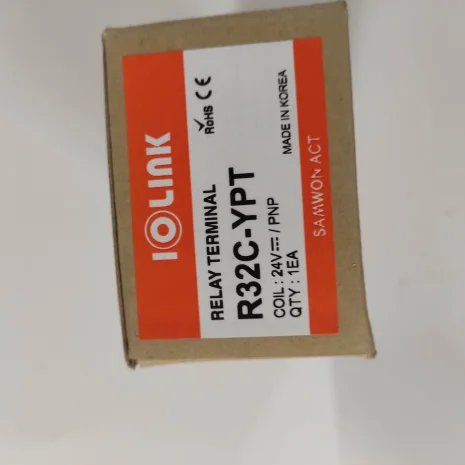 IOLINK
RELAY TERMINAL
RoHS CE
R32C-YPT
COIL : 24V⎓ / PNP
QTY : 1EA
MADE IN KOREA
SAMWON ACT